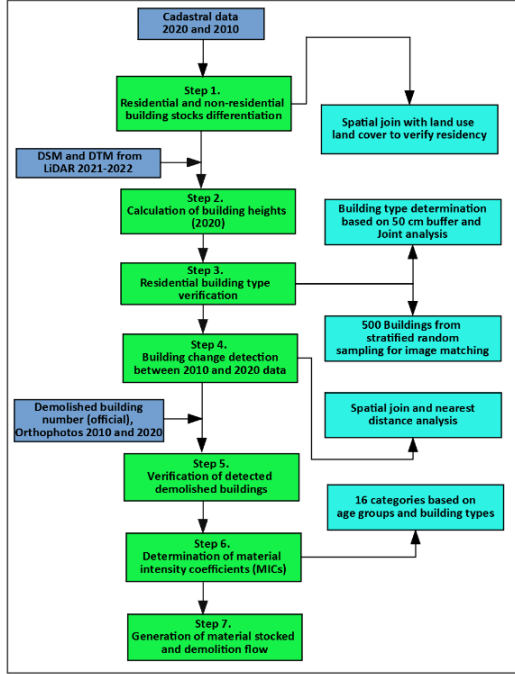 Cadastral data
2020 and 2010
Step 1.
Residential and non-residential
building stocks differentiation
Spatial join with land use
land cover to verify residency
DSM and DTM from
LiDAR 2021-2022
Step 2.
Calculation of building heights
(2020)
Building type determination
based on 50 cm buffer and
Joint analysis
Step 3.
Residential building type
verification
500 Buildings from
stratified random
sampling for image matching
Step 4.
Building change detection
between 2010 and 2020 data
Demolished building
number (official),
Orthophotos 2010 and 2020
Spatial join and nearest
distance analysis
Step 5.
Verification of detected
demolished buildings
16 categories based on
age groups and building types
Step 6.
Determination of material
intensity coefficients (MICs)
Step 7.
Generation of material stocked
and demolition flow